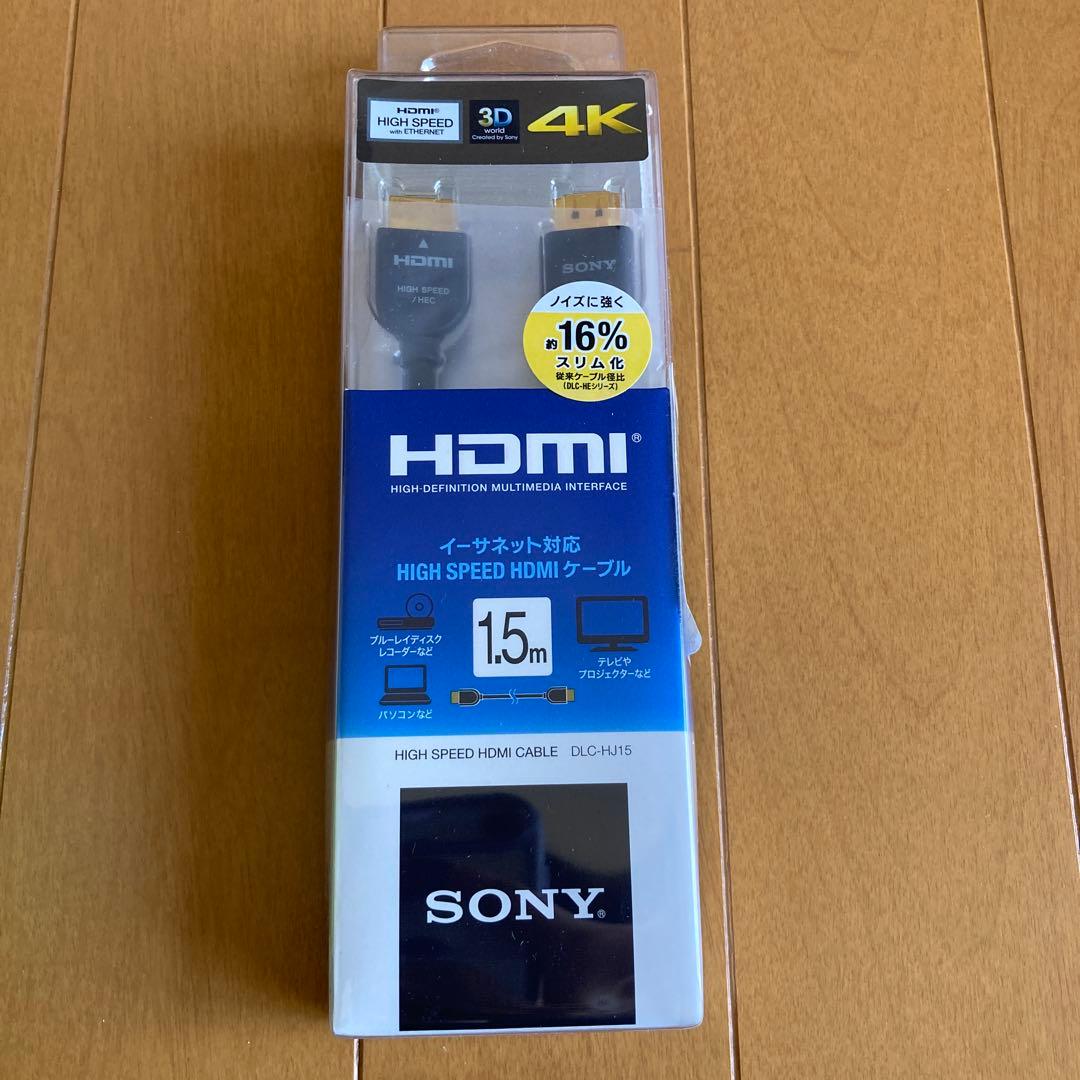 HDMI®
HIGH SPEED
with ETHERNET
3D
world
Created by Sony
4K
HDMI
HIGH SPEED
/HEC
SONY
ノイズに強く
約16%
スリム化
従来ケーブル径比
(DLC-HEシリーズ)
HDMI®
HIGH-DEFINITION MULTIMEDIA INTERFACE
イーサネット対応
HIGH SPEED HDMIケーブル
ブルーレイディスク
レコーダーなど
1.5m
テレビや
プロジェクターなど
パソコンなど
HIGH SPEED HDMI CABLE DLC-HJ15
SONY®